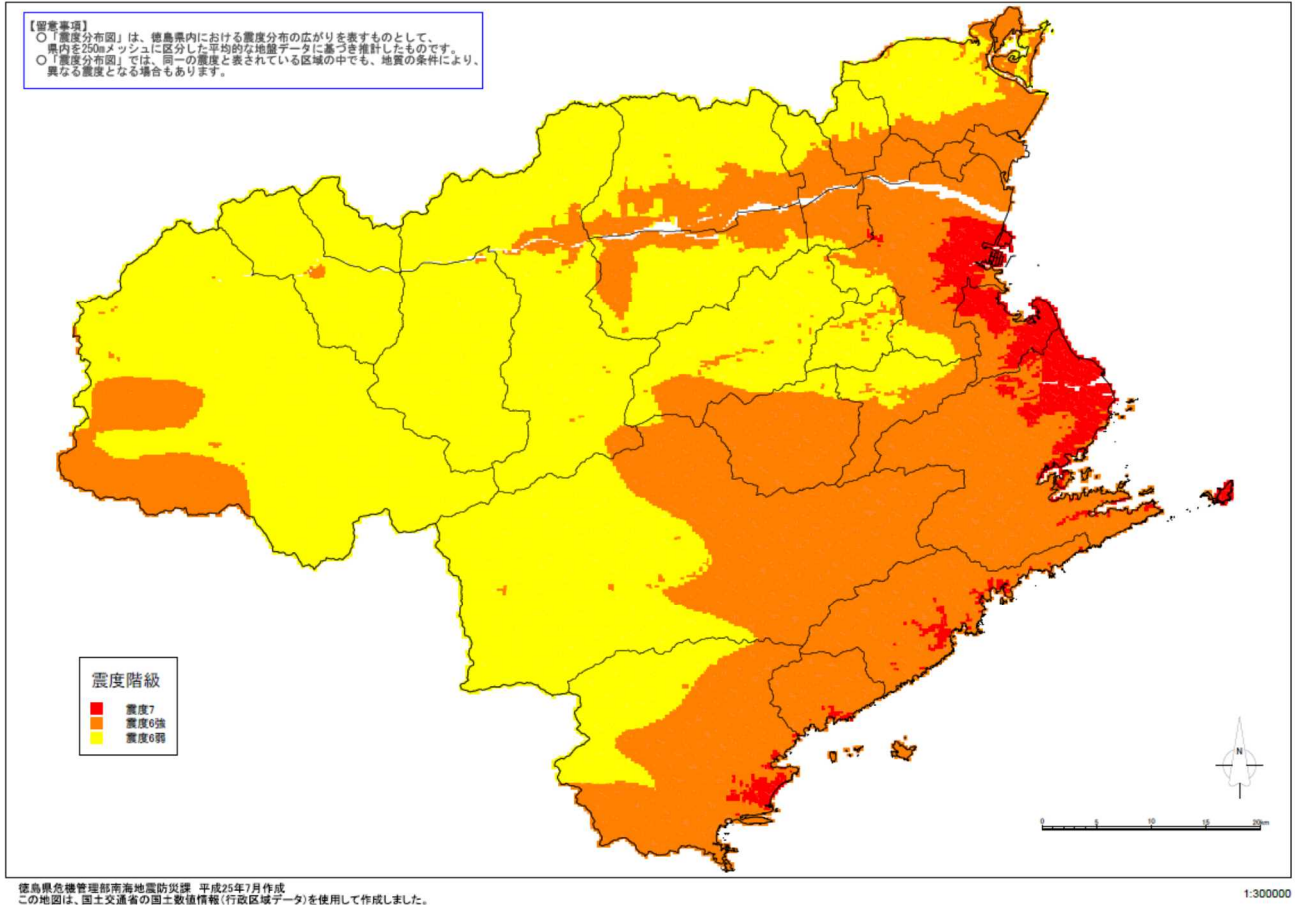 【留意事項】
○「震度分布図」は、徳島県内における震度分布の広がりを表すものとして、
県内を250mメッシュに区分した平均的な地盤データに基づき推計したものです。
○「震度分布図」では、同一の震度と表されている区域の中でも、地質の条件により、
異なる震度となる場合もあります。
震度階級
震度7
震度6強
震度6弱
N
0 5 10 15 20km
徳島県危機管理部南海地震防災課 平成25年7月作成
この地図は、国土交通省の国土数値情報(行政区域データ)を使用して作成しました。
1:300000